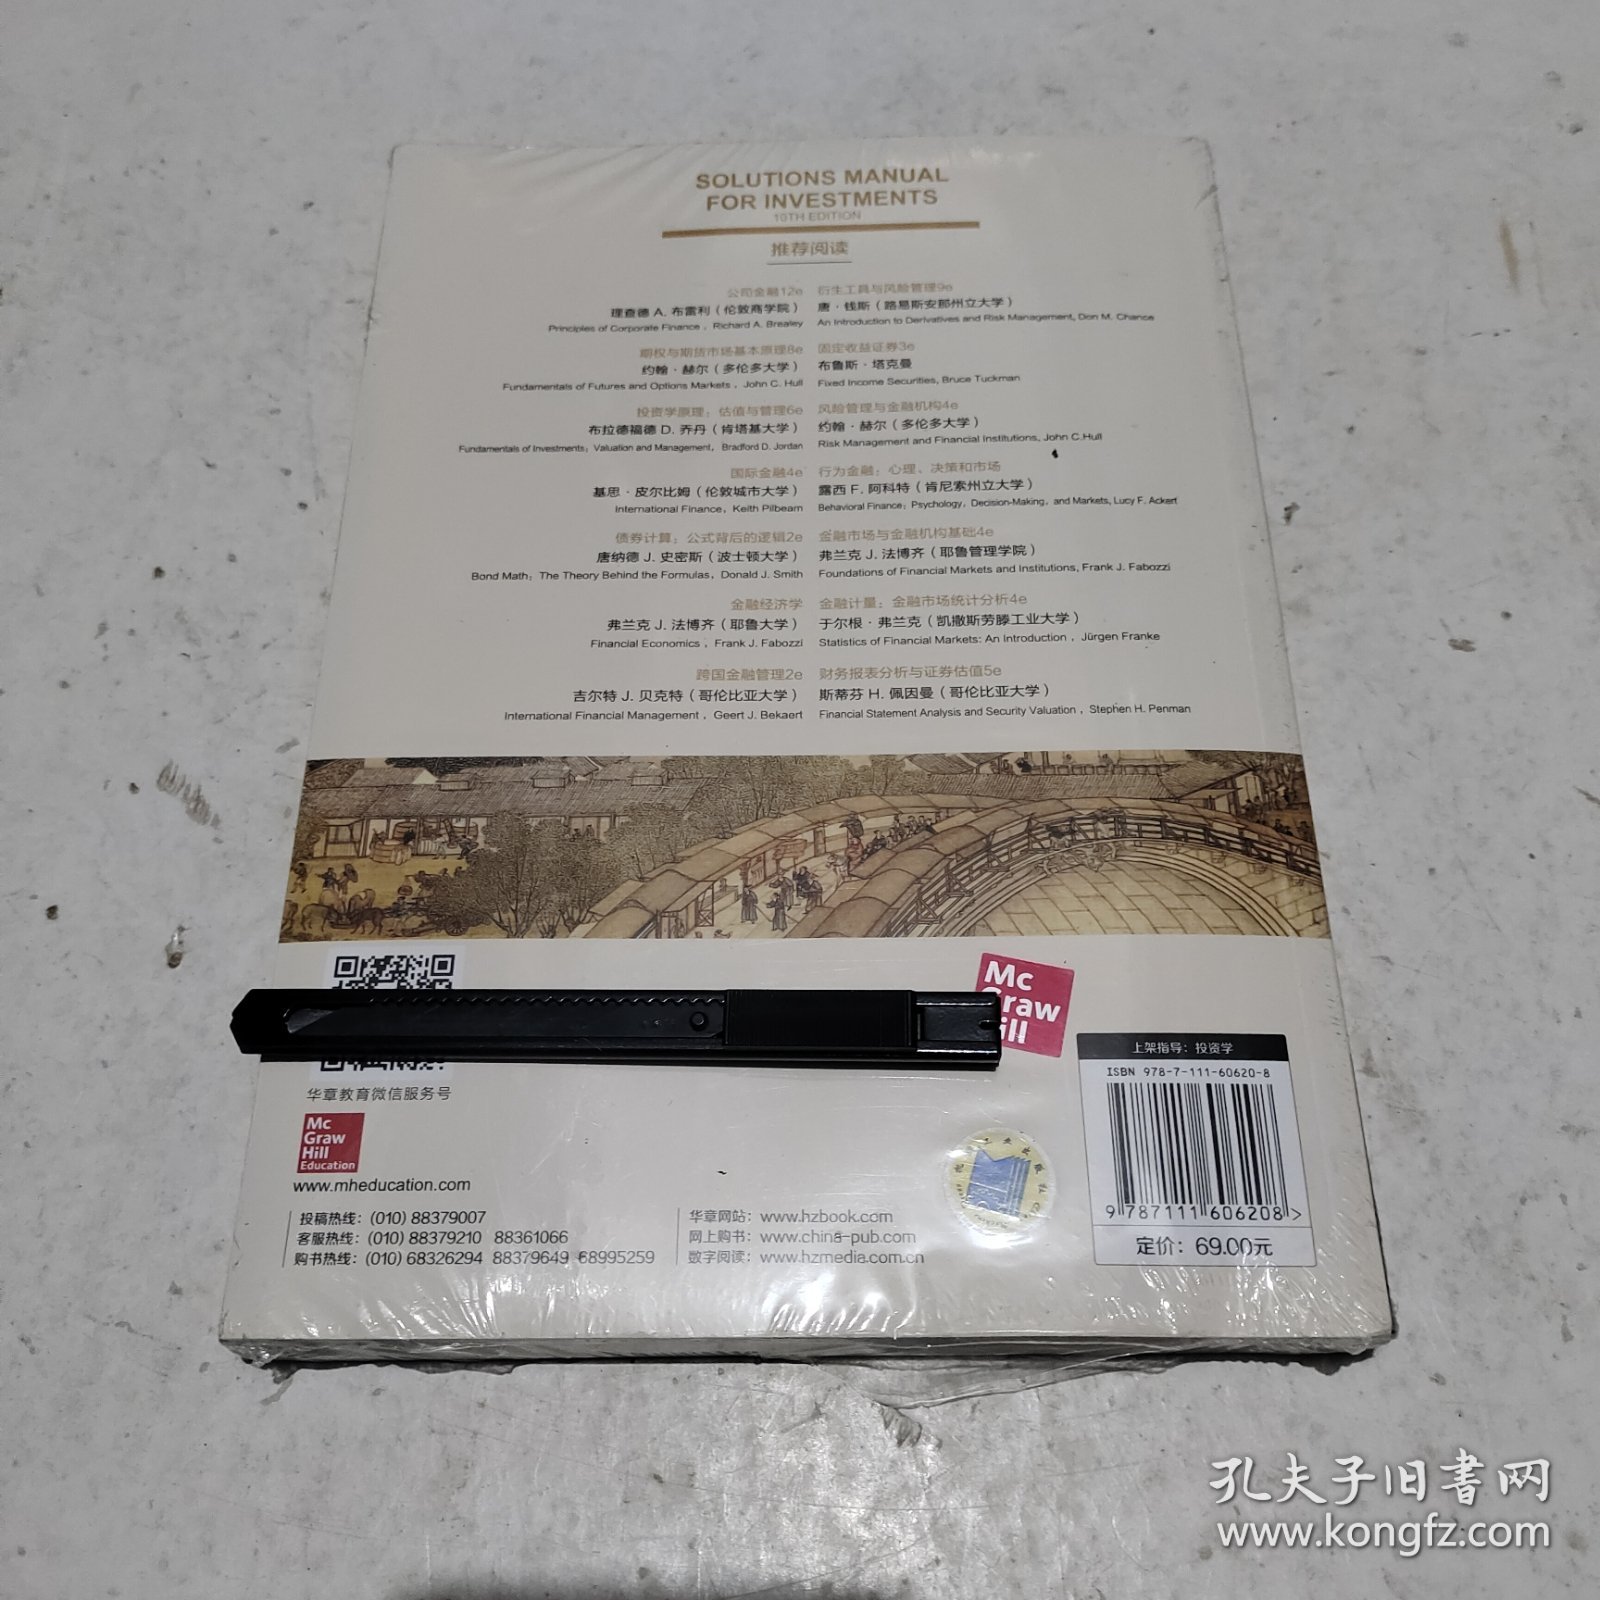 SOLUTIONS MANUAL
FOR INVESTMENTS
10TH EDITION
推荐阅读
公司金融12e
理查德 A. 布雷利（伦敦商学院）
Principles of Corporate Finance，Richard A. Brealey
衍生工具与风险管理9e
唐·钱斯（路易斯安那州立大学）
An Introduction to Derivatives and Risk Management, Don M. Chance
期权与期货市场基本原理8e
约翰·赫尔（多伦多大学）
Fundamentals of Futures and Options Markets，John C. Hull
固定收益证券3e
布鲁斯·塔克曼
Fixed Income Securities, Bruce Tuckman
投资学原理：估值与管理6e
布拉德福德 D. 乔丹（肯塔基大学）
Fundamentals of Investments：Valuation and Management，Bradford D. Jordan
风险管理与金融机构4e
约翰·赫尔（多伦多大学）
Risk Management and Financial Institutions, John C.Hull
国际金融4e
基思·皮尔比姆（伦敦城市大学）
International Finance，Keith Pilbeam
行为金融：心理、决策和市场
露西 F. 阿科特（肯尼索州立大学）
Behavioral Finance：Psychology，Decision-Making，and Markets, Lucy F. Ackert
债券计算：公式背后的逻辑2e
唐纳德 J. 史密斯（波士顿大学）
Bond Math：The Theory Behind the Formulas，Donald J. Smith
金融市场与金融机构基础4e
弗兰克 J. 法博齐（耶鲁管理学院）
Foundations of Financial Markets and Institutions, Frank J. Fabozzi
金融经济学
弗兰克 J. 法博齐（耶鲁大学）
Financial Economics，Frank J. Fabozzi
金融计量：金融市场统计分析4e
于尔根·弗兰克（凯撒斯劳滕工业大学）
Statistics of Financial Markets: An Introduction，Jürgen Franke
跨国金融管理2e
吉尔特 J. 贝克特（哥伦比亚大学）
International Financial Management，Geert J. Bekaert
财务报表分析与证券估值5e
斯蒂芬 H. 佩因曼（哥伦比亚大学）
Financial Statement Analysis and Security Valuation，Stephen H. Penman
Mc
raw
ill
华章教育微信服务号
Mc
Graw
Hill
Education
www.mheducation.com
投稿热线：(010) 88379007
客服热线：(010) 88379210 88361066
购书热线：(010) 68326294 88379649 68995259
华章网站：www.hzbook.com
网上购书：www.china-pub.com
数字阅读：www.hzmedia.com.cn
上架指导：投资学
ISBN 978-7-111-60620-8
9 787111 606208 >
定价：69.00元
孔夫子旧书网
www.kongfz.com